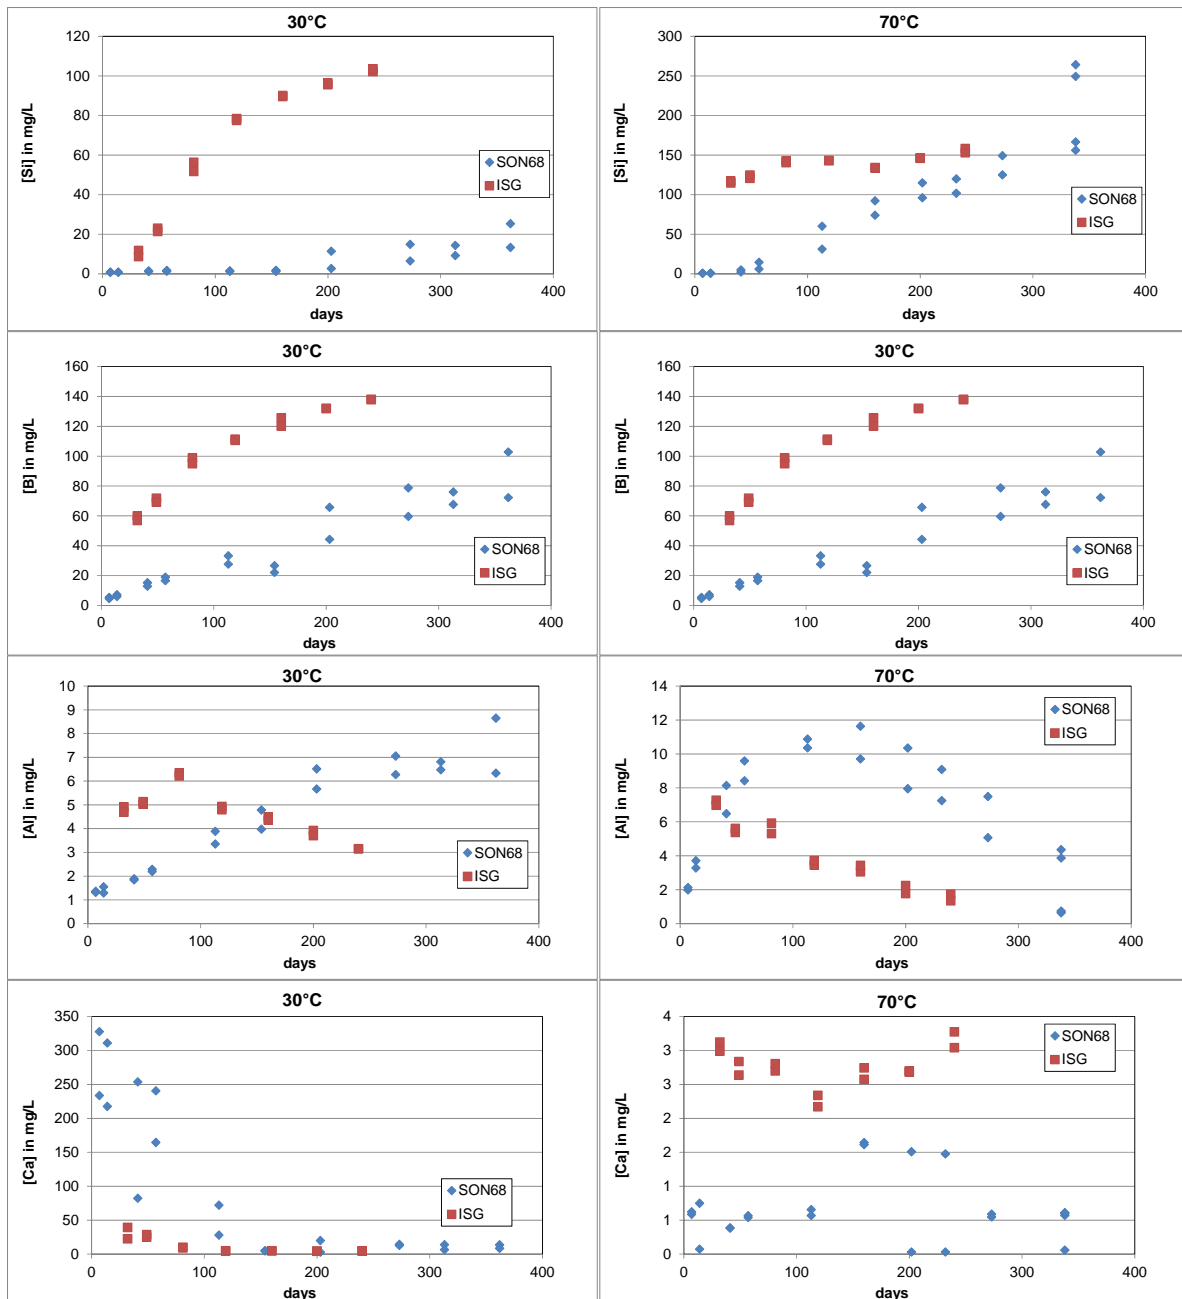 30°C
120
100
80
60
40
20
0
[Si] in mg/L
SON68
ISG
0 100 200 300 400
days
70°C
300
250
200
150
100
50
0
[Si] in mg/L
SON68
ISG
0 100 200 300 400
days
30°C
160
140
120
100
80
60
40
20
0
[B] in mg/L
SON68
ISG
0 100 200 300 400
days
30°C
160
140
120
100
80
60
40
20
0
[B] in mg/L
SON68
ISG
0 100 200 300 400
days
30°C
10
9
8
7
6
5
4
3
2
1
0
[Al] in mg/L
SON68
ISG
0 100 200 300 400
days
70°C
14
12
10
8
6
4
2
0
[Al] in mg/L
SON68
ISG
0 100 200 300 400
days
30°C
350
300
250
200
150
100
50
0
[Ca] in mg/L
SON68
ISG
0 100 200 300 400
days
70°C
4
3
3
2
2
1
1
0
[Ca] in mg/L
SON68
ISG
0 100 200 300 400
days